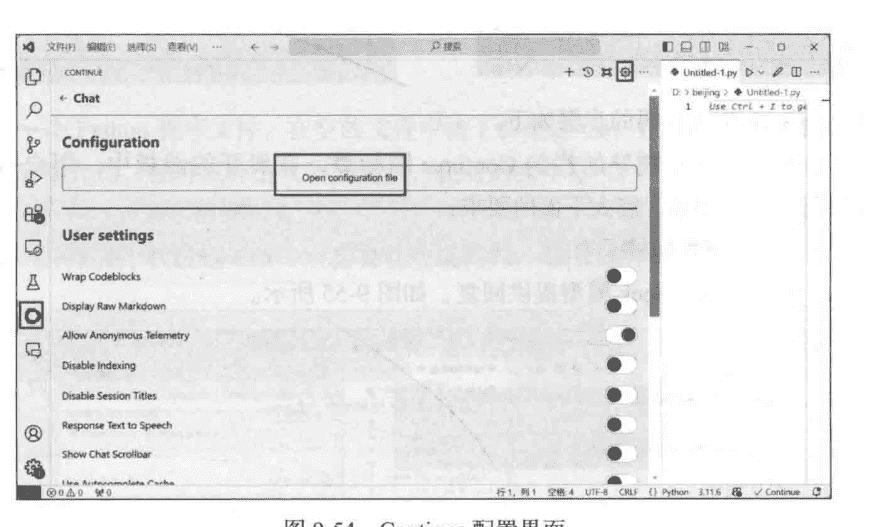 文件(F) 编辑(E) 选择(S) 查看(V) ··· ← → 搜索
CONTINUE
← Chat
Configuration
Open configuration file
User settings
Wrap Codeblocks
Display Raw Markdown
Allow Anonymous Telemetry
Disable Indexing
Disable Session Titles
Response Text to Speech
Show Chat Scrollbar
Use Autocomplete Cache
Untitled-1.py
D: > beijing > Untitled-1.py
1 Use Ctrl + I to ge
0 0 0 行 1, 列 1 空格: 4 UTF-8 CRLF {} Python 3.11.6 Continue
图 9-54 Continue 配置界面